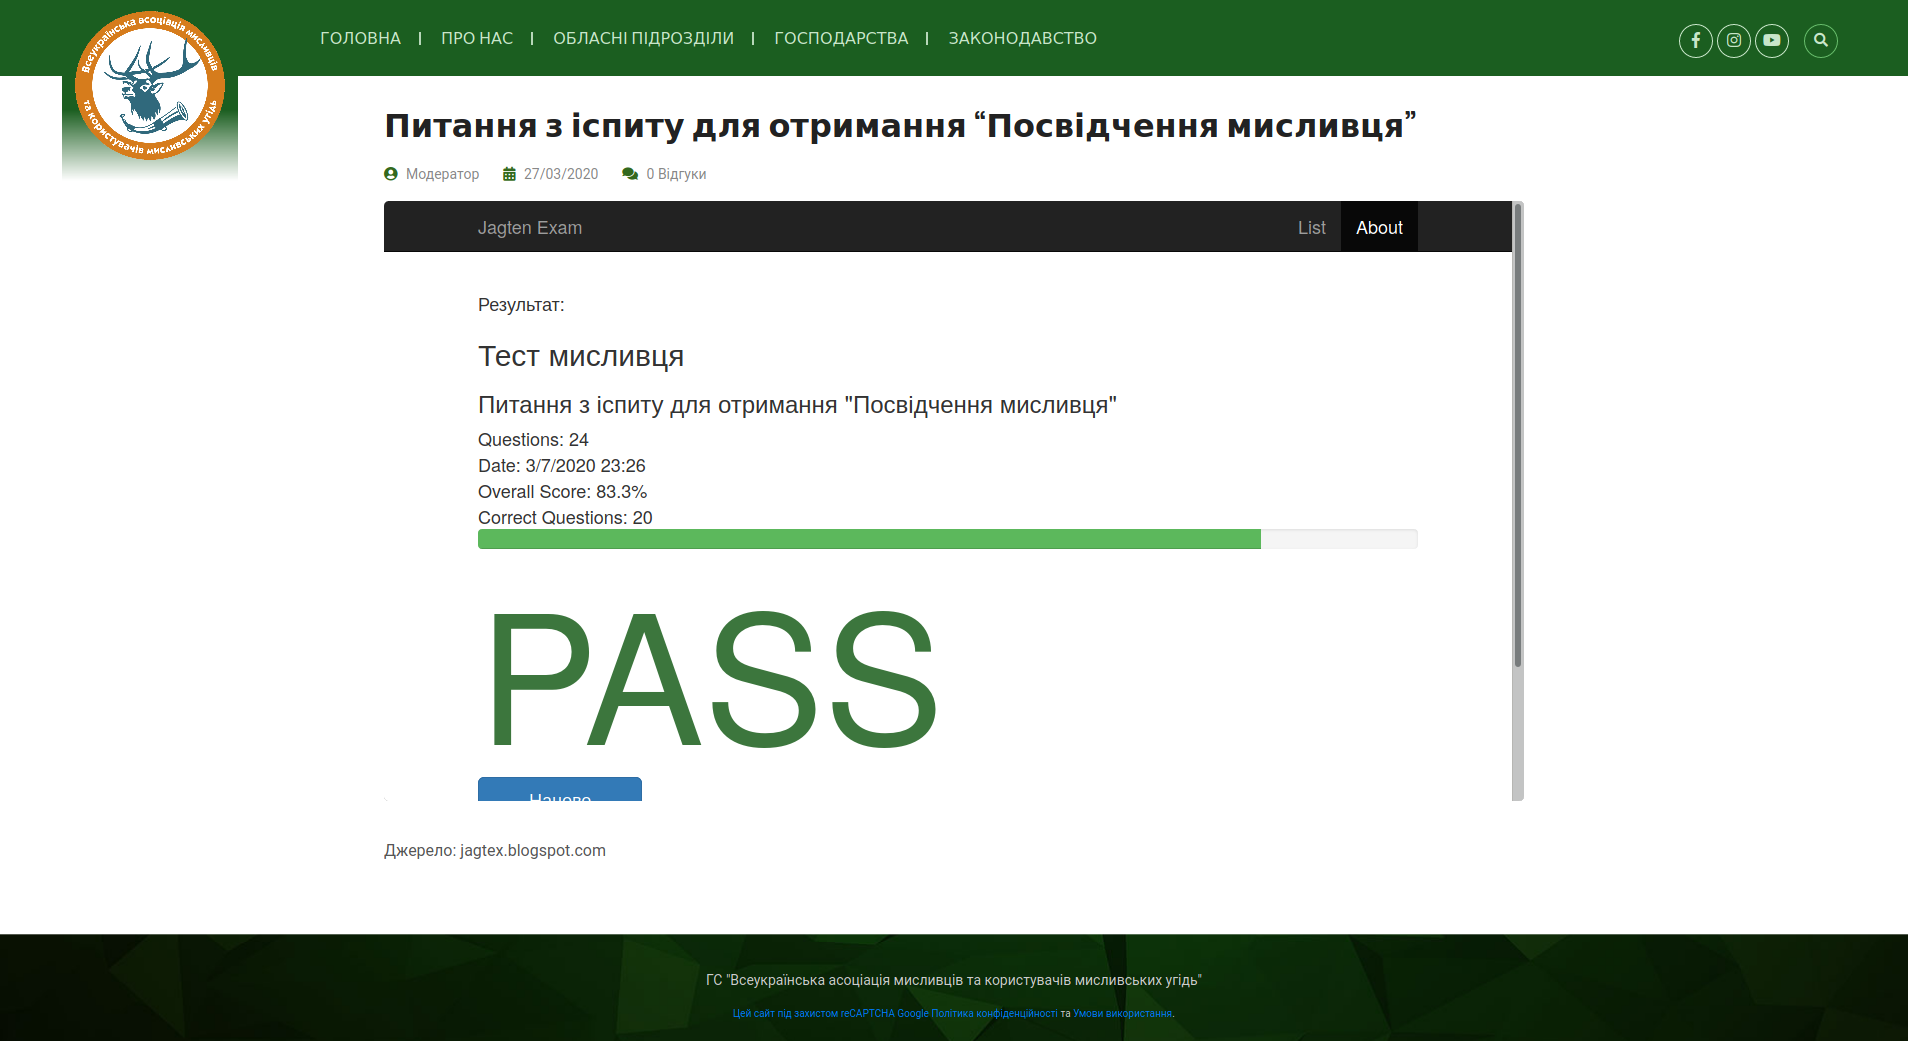 Всеукраїнська асоціація мисливців
та користувачів мисливських угідь
ГОЛОВНА | ПРО НАС | ОБЛАСНІ ПІДРОЗДІЛИ | ГОСПОДАРСТВА | ЗАКОНОДАВСТВО
Питання з іспиту для отримання “Посвідчення мисливця”
Модератор 27/03/2020 0 Відгуки
Jagten Exam List About
Результат:
Тест мисливця
Питання з іспиту для отримання "Посвідчення мисливця"
Questions: 24
Date: 3/7/2020 23:26
Overall Score: 83.3%
Correct Questions: 20
PASS
Наново
Джерело: jagtex.blogspot.com
ГС "Всеукраїнська асоціація мисливців та користувачів мисливських угідь"
Цей сайт під захистом reCAPTCHA Google Політика конфіденційності та Умови використання.